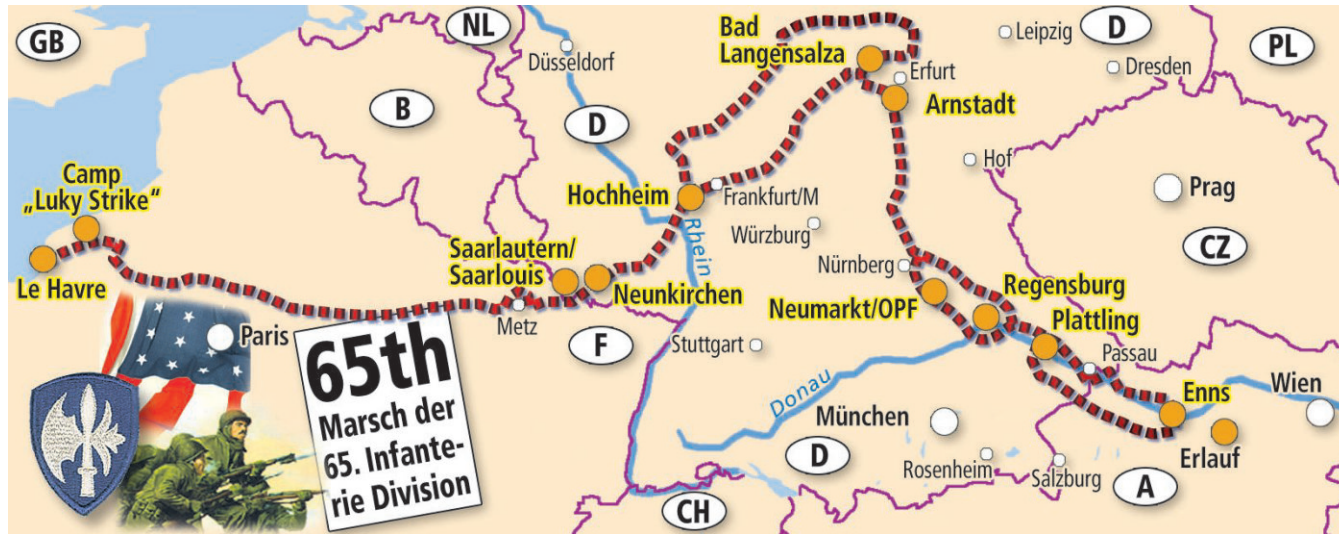 GB
NL
D
PL
B
D
Düsseldorf
Bad
Langensalza
Erfurt
Arnstadt
Leipzig
Dresden
Hof
Prag
CZ
Camp
„Luky Strike“
Le Havre
Hochheim
Frankfurt/M
Rhein
Würzburg
Saarlautern/
Saarlouis
Neunkirchen
Nürnberg
Neumarkt/OPF
Regensburg
Plattling
Passau
Enns
Wien
Erlauf
Metz
Paris
F
Stuttgart
Donau
München
D
Rosenheim
Salzburg
A
CH
65th
Marsch der
65. Infante-
rie Division